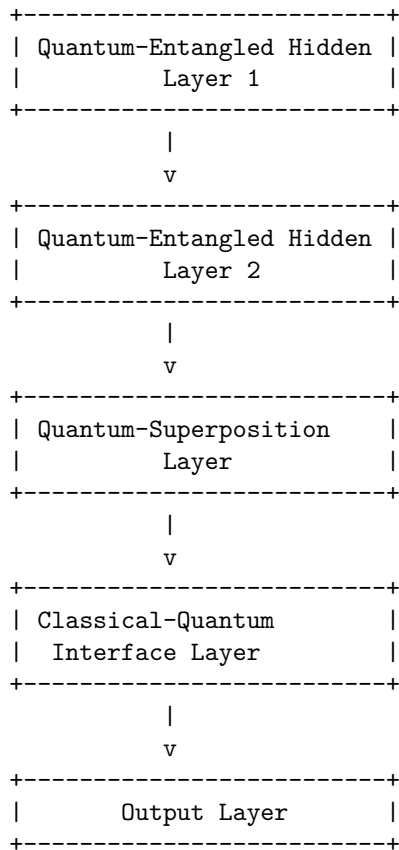 +--------------------------+
| Quantum-Entangled Hidden |
|          Layer 1         |
+--------------------------+
           |
           v
+--------------------------+
| Quantum-Entangled Hidden |
|          Layer 2         |
+--------------------------+
           |
           v
+--------------------------+
| Quantum-Superposition    |
|          Layer           |
+--------------------------+
           |
           v
+--------------------------+
| Classical-Quantum        |
|  Interface Layer         |
+--------------------------+
           |
           v
+--------------------------+
|       Output Layer       |
+--------------------------+